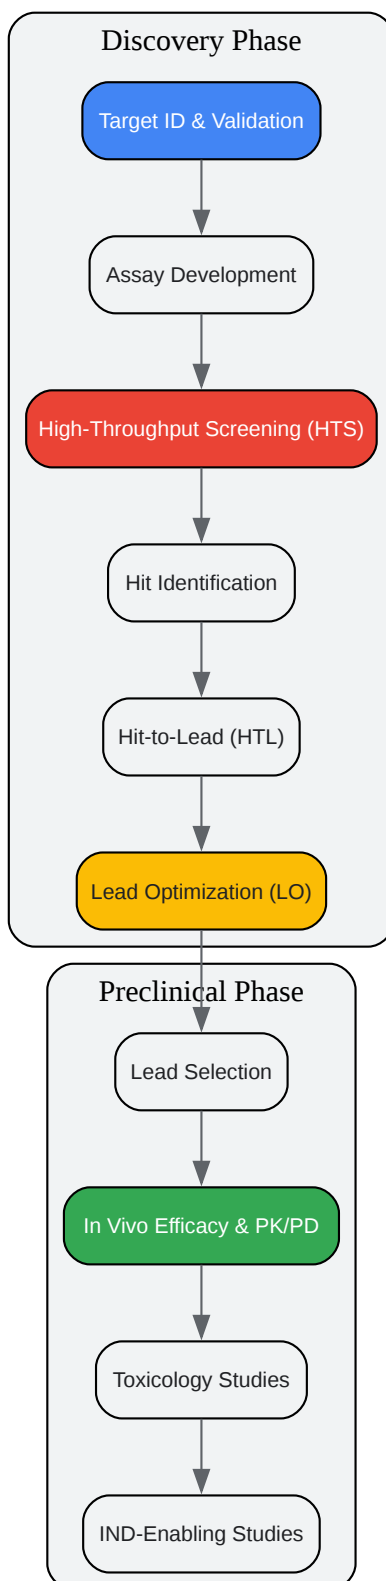 Discovery Phase
Target ID & Validation
Assay Development
High-Throughput Screening (HTS)
Hit Identification
Hit-to-Lead (HTL)
Lead Optimization (LO)
Preclinical Phase
Lead Selection
In Vivo Efficacy & PK/PD
Toxicology Studies
IND-Enabling Studies